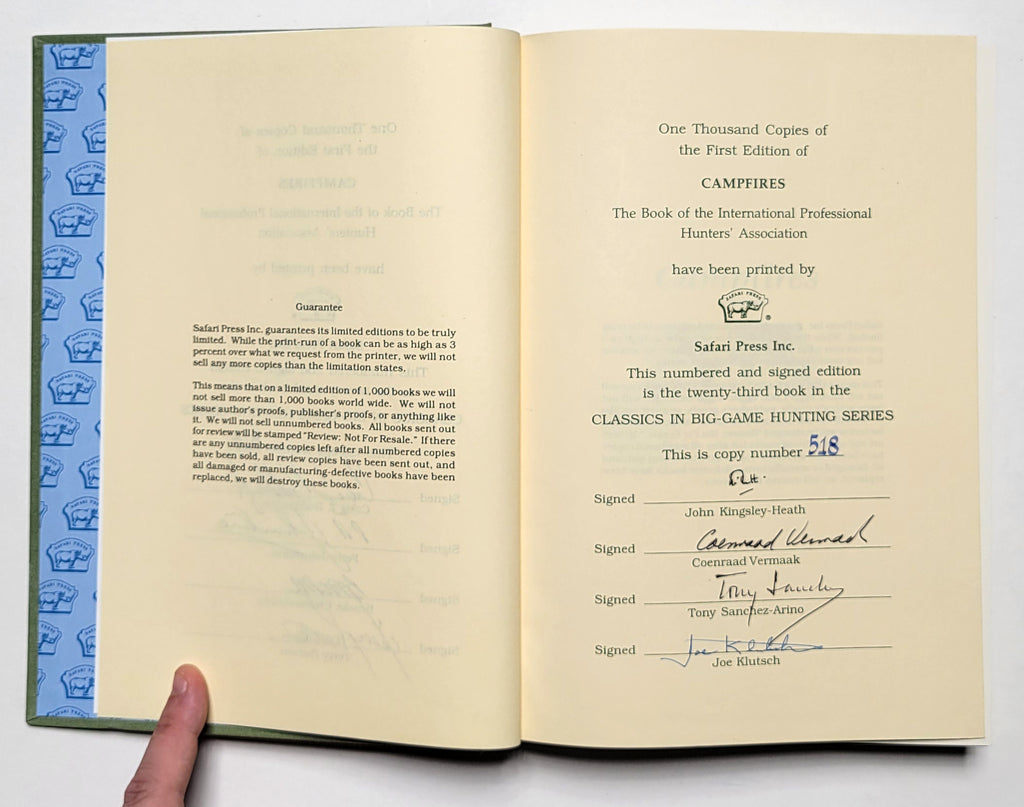 Guarantee
Safari Press Inc. guarantees its limited editions to be truly
limited. While the print-run of a book can be as high as 3
percent over what we request from the printer, we will not
sell any more copies than the limitation states.
This means that on a limited edition of 1,000 books we will
not sell more than 1,000 books world wide. We will not
issue author's proofs, publisher's proofs, or anything like
it. We will not sell unnumbered books. All books sent out
for review will be stamped "Review: Not For Resale." If there
are any unnumbered copies left after all numbered copies
have been sold, all review copies have been sent out, and
all damaged or manufacturing-defective books have been
replaced, we will destroy these books.
One Thousand Copies of
the First Edition of
CAMPFIRES
The Book of the International Professional
Hunters' Association
have been printed by
SAFARI PRESS
®
Safari Press Inc.
This numbered and signed edition
is the twenty-third book in the
CLASSICS IN BIG-GAME HUNTING SERIES
This is copy number 518
Signed
John Kingsley-Heath
Signed Coenraad Vermaak
Coenraad Vermaak
Signed Tony Sanchez
Tony Sanchez-Arino
Signed Joe Klutsch
Joe Klutsch